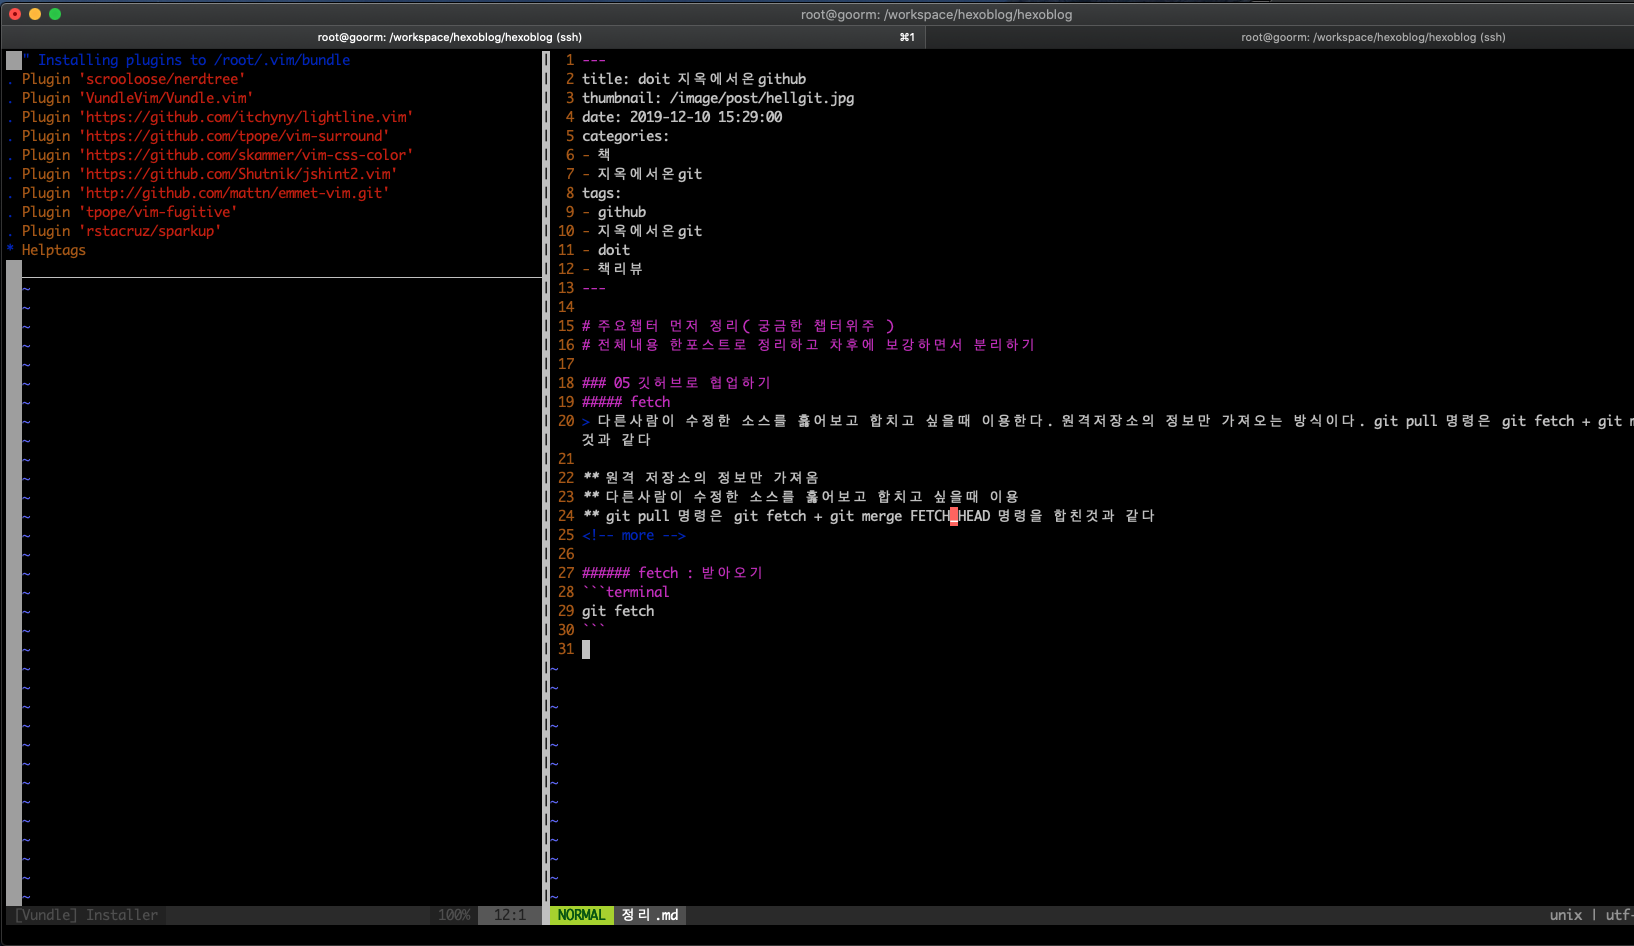 root@goorm: /workspace/hexoblog/hexoblog
root@goorm: /workspace/hexoblog/hexoblog (ssh)
⌘1
root@goorm: /workspace/hexoblog/hexoblog (ssh)
" Installing plugins to /root/.vim/bundle
. Plugin 'scrooloose/nerdtree'
. Plugin 'VundleVim/Vundle.vim'
. Plugin 'https://github.com/itchyny/lightline.vim'
. Plugin 'https://github.com/tpope/vim-surround'
. Plugin 'https://github.com/skammer/vim-css-color'
. Plugin 'https://github.com/Shutnik/jshint2.vim'
. Plugin 'http://github.com/mattn/emmet-vim.git'
. Plugin 'tpope/vim-fugitive'
. Plugin 'rstacruz/sparkup'
* Helptags
[Vundle] Installer 100% 12:1
1 ---
2 title: doit 지옥에서온github
3 thumbnail: /image/post/hellgit.jpg
4 date: 2019-12-10 15:29:00
5 categories:
6 - 책
7 - 지옥에서온git
8 tags:
9 - github
10 - 지옥에서온git
11 - doit
12 - 책리뷰
13 ---
14
15 # 주요챕터 먼저 정리( 궁금한 챕터위주 )
16 # 전체내용 한포스트로 정리하고 차후에 보강하면서 분리하기
17
18 ### 05 깃허브로 협업하기
19 ##### fetch
20 > 다른사람이 수정한 소스를 훑어보고 합치고 싶을때 이용한다. 원격저장소의 정보만 가져오는 방식이다. git pull 명령은 git fetch + git
것과 같다
21
22 ** 원격 저장소의 정보만 가져옴
23 ** 다른사람이 수정한 소스를 훑어보고 합치고 싶을때 이용
24 ** git pull 명령은 git fetch + git merge FETCH_HEAD 명령을 합친것과 같다
25 <!-- more -->
26
27 ###### fetch : 받아오기
28 ```terminal
29 git fetch
30 ```
31
NORMAL 정리.md unix | utf-